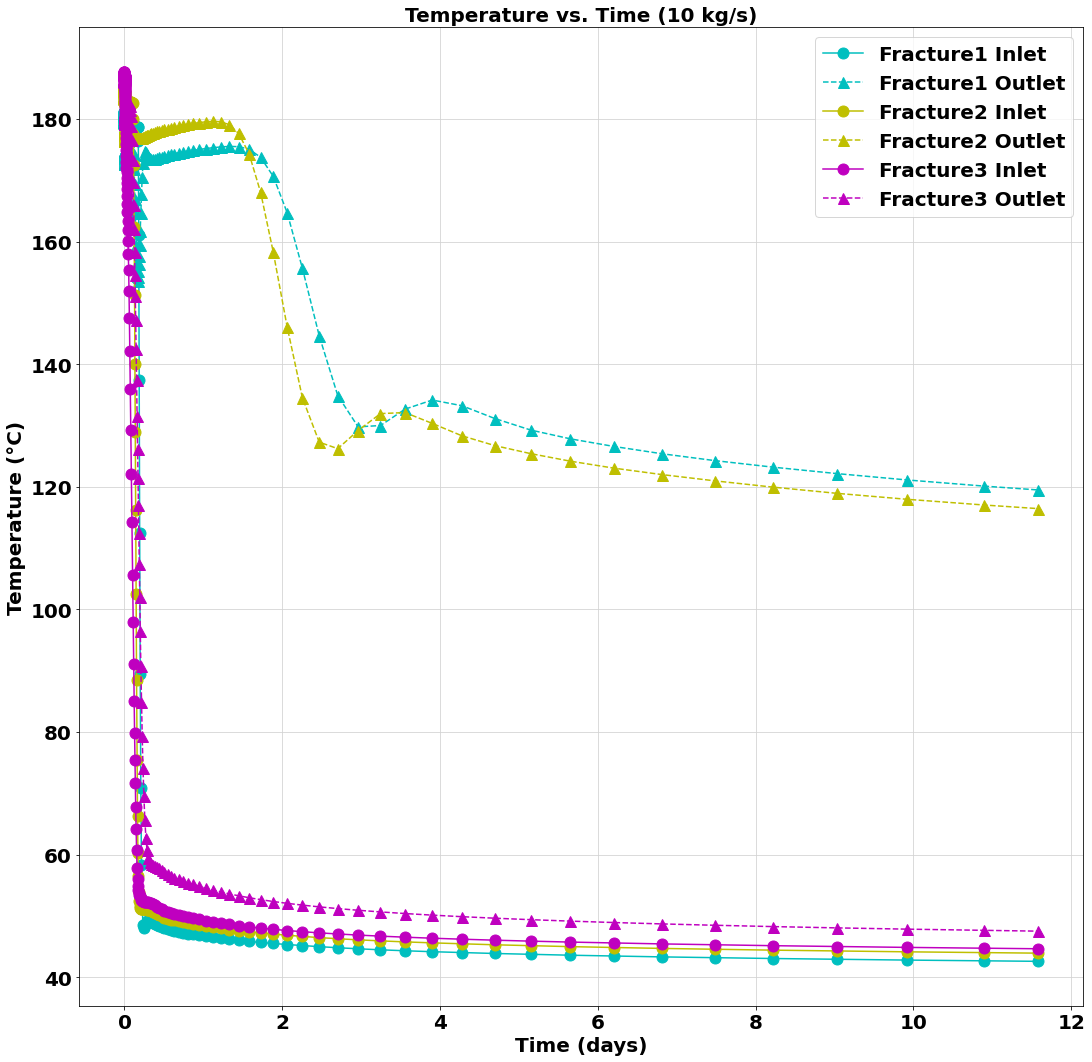 Temperature vs. Time (10 kg/s)
Fracture1 Inlet
Fracture1 Outlet
Fracture2 Inlet
Fracture2 Outlet
Fracture3 Inlet
Fracture3 Outlet
Temperature (°C)
180
160
140
120
100
80
60
40
0 2 4 6 8 10 12
Time (days)